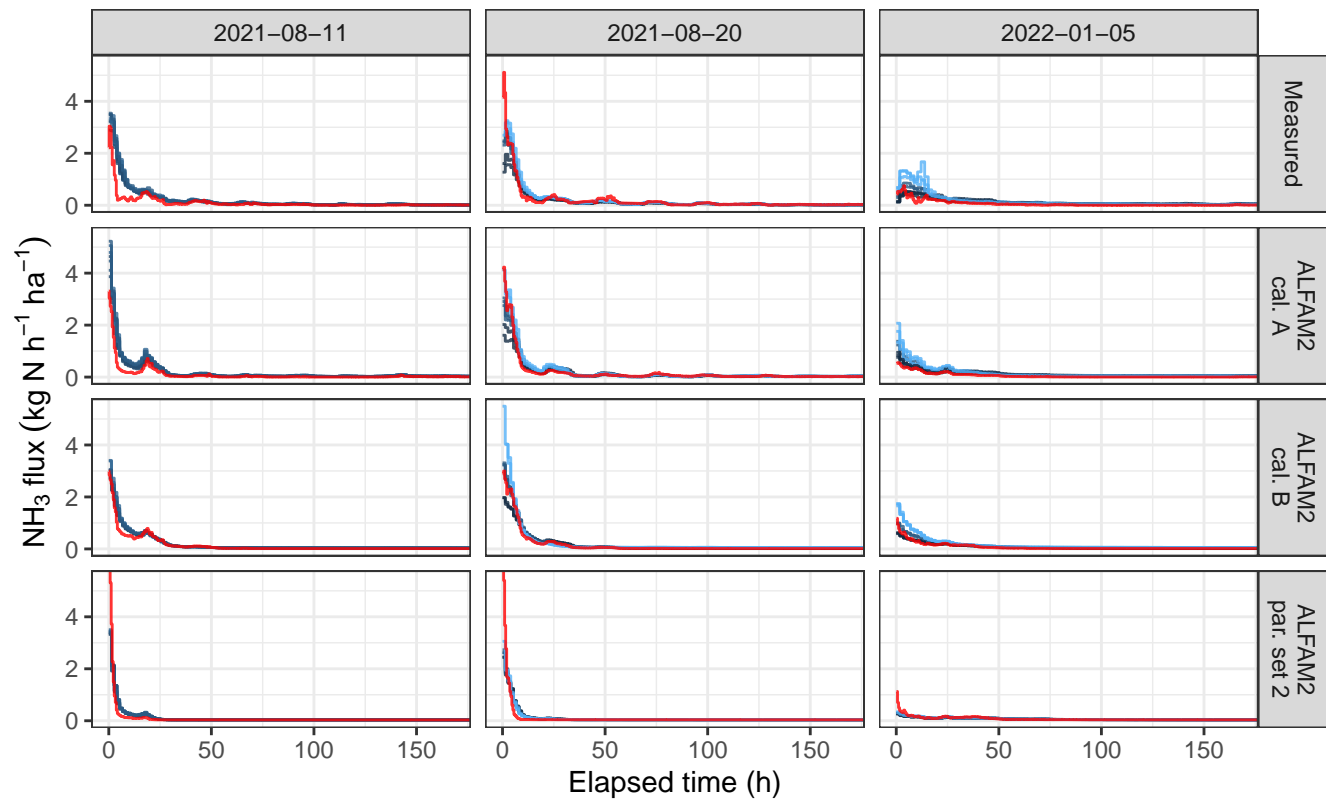 2021−08−11 2021−08−20 2022−01−05
NH3 flux (kg N h−1 ha−1)
4
2
0
Measured
4
2
0
ALFAM2
cal. A
4
2
0
ALFAM2
cal. B
4
2
0
ALFAM2
par. set 2
0 50 100 150 0 50 100 150 0 50 100 150
Elapsed time (h)